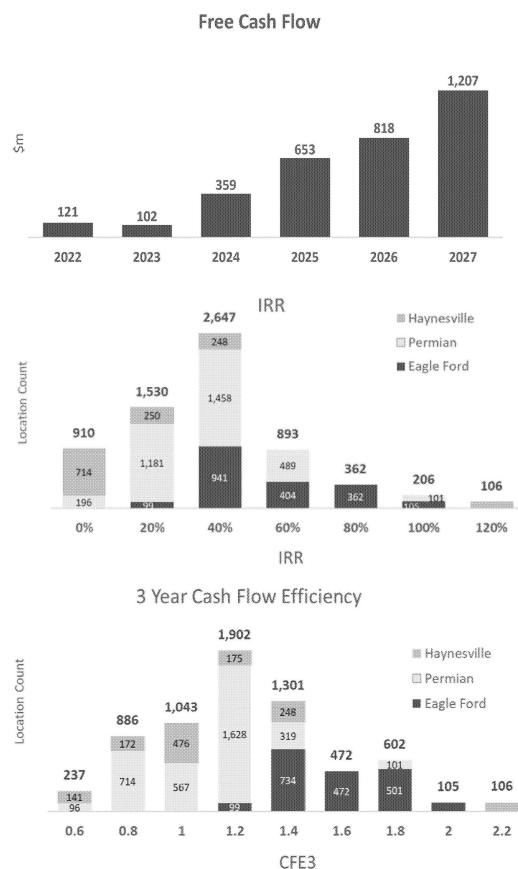 Free Cash Flow
$m
1,207
818
653
359
121
102
2022 2023 2024 2025 2026 2027
IRR
Location Count
Haynesville
Permian
Eagle Ford
2,647
248
1,458
941
1,530
250
1,181
99
910
714
196
893
489
404
362
362
206
101
105
106
0% 20% 40% 60% 80% 100% 120%
IRR
3 Year Cash Flow Efficiency
Location Count
Haynesville
Permian
Eagle Ford
1,902
175
1,628
99
1,301
248
319
734
1,043
476
567
886
172
714
237
141
96
472
472
602
101
501
105
106
0.6 0.8 1 1.2 1.4 1.6 1.8 2 2.2
CFE3